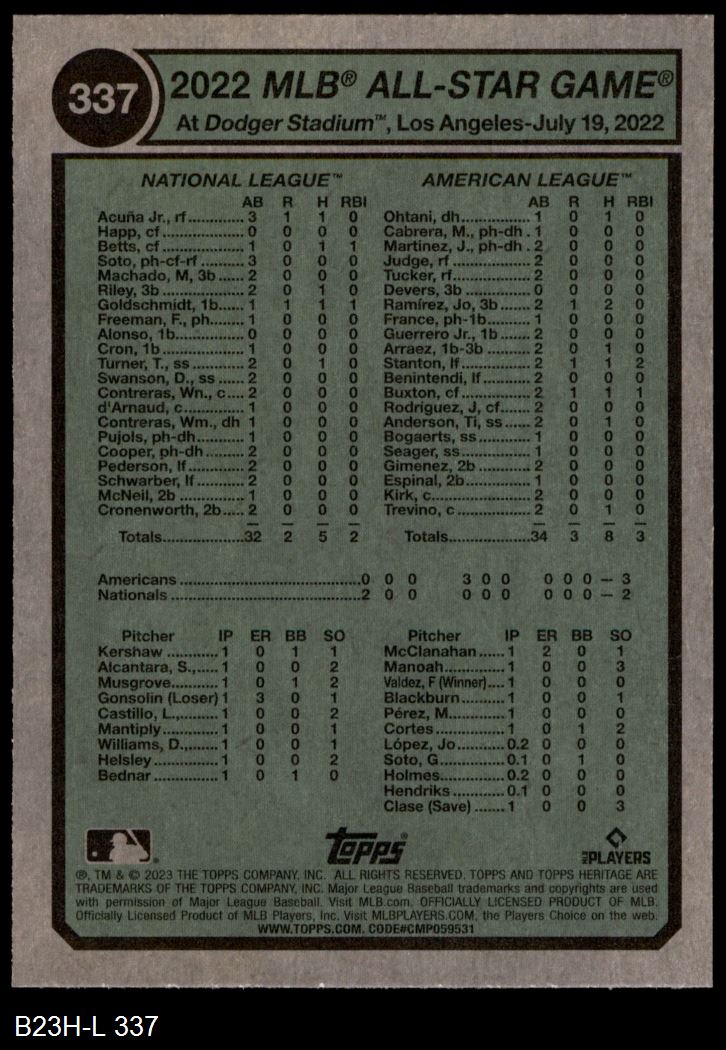 337
2022 MLB® ALL-STAR GAME®
At Dodger Stadium™, Los Angeles-July 19, 2022
NATIONAL LEAGUE™
AB R H RBI
Acuña Jr., rf............. 3 1 1 0
Happ, cf................... 0 0 0 0
Betts, cf................... 1 0 1 1
Soto, ph-cf-rf........... 3 0 0 0
Machado, M, 3b...... 2 0 0 0
Riley, 3b.................. 2 0 1 0
Goldschmidt, 1b...... 1 1 1 1
Freeman, F., ph........ 1 0 0 0
Alonso, 1b............... 0 0 0 0
Cron, 1b.................. 1 0 0 0
Turner, T., ss........... 2 0 1 0
Swanson, D., ss....... 2 0 0 0
Contreras, Wn., c.... 2 0 0 0
d'Arnaud, c.............. 1 0 0 0
Contreras, Wm., dh 1 0 0 0
Pujols, ph-dh........... 1 0 0 0
Cooper, ph-dh......... 2 0 0 0
Pederson, lf............. 2 0 0 0
Schwarber, lf........... 2 0 0 0
McNeil, 2b............... 1 0 0 0
Cronenworth, 2b..... 2 0 0 0
Totals...................32 2 5 2
AMERICAN LEAGUE™
AB R H RBI
Ohtani, dh................ 1 0 1 0
Cabrera, M., ph-dh . 1 0 0 0
Martinez, J., ph-dh . 2 0 0 0
Judge, rf.................. 2 0 0 0
Tucker, rf................. 2 0 0 0
Devers, 3b............... 0 0 0 0
Ramírez, Jo, 3b....... 2 1 2 0
France, ph-1b.......... 1 0 0 0
Guerrero Jr., 1b....... 2 0 0 0
Arraez, 1b-3b.......... 2 0 1 0
Stanton, lf............... 2 1 1 2
Benintendi, lf........... 2 0 0 0
Buxton, cf................ 2 1 1 1
Rodríguez, J, cf....... 2 0 0 0
Anderson, Ti, ss...... 2 0 1 0
Bogaerts, ss............ 1 0 0 0
Seager, ss............... 1 0 0 0
Gimenez, 2b............ 2 0 0 0
Espinal, 2b.............. 1 0 0 0
Kirk, c...................... 2 0 0 0
Trevino, c................ 2 0 1 0
Totals...................34 3 8 3
Americans ..........................................0 0 0 3 0 0 0 0 0 – 3
Nationals ............................................2 0 0 0 0 0 0 0 0 – 2
Pitcher IP ER BB SO
Kershaw ............ 1 0 1 1
Alcantara, S.,..... 1 0 0 2
Musgrove.......... 1 0 1 2
Gonsolin (Loser) 1 3 0 1
Castillo, L.,........ 1 0 0 2
Mantiply............ 1 0 0 1
Williams, D.,....... 1 0 0 1
Helsley.............. 1 0 0 2
Bednar.............. 1 0 1 0
Pitcher IP ER BB SO
McClanahan...... 1 2 0 1
Manoah............. 1 0 0 3
Valdez, F (Winner).... 1 0 0 0
Blackburn.......... 1 0 0 1
Pérez, M............ 1 0 0 0
Cortes............... 1 0 1 2
López, Jo.......... 0.2 0 0 0
Soto, G.............. 0.1 0 1 0
Holmes.............. 0.2 0 0 0
Hendriks............ 0.1 0 0 0
Clase (Save) ....... 1 0 0 3
topps®
MLB PLAYERS
®, TM & © 2023 THE TOPPS COMPANY, INC. ALL RIGHTS RESERVED. TOPPS AND TOPPS HERITAGE ARE
TRADEMARKS OF THE TOPPS COMPANY, INC. Major League Baseball trademarks and copyrights are used
with permission of Major League Baseball. Visit MLB.com. OFFICIALLY LICENSED PRODUCT OF MLB.
Officially Licensed Product of MLB Players, Inc. Visit MLBPLAYERS.COM, the Players Choice on the web.
WWW.TOPPS.COM. CODE#CMP059531
B23H-L 337